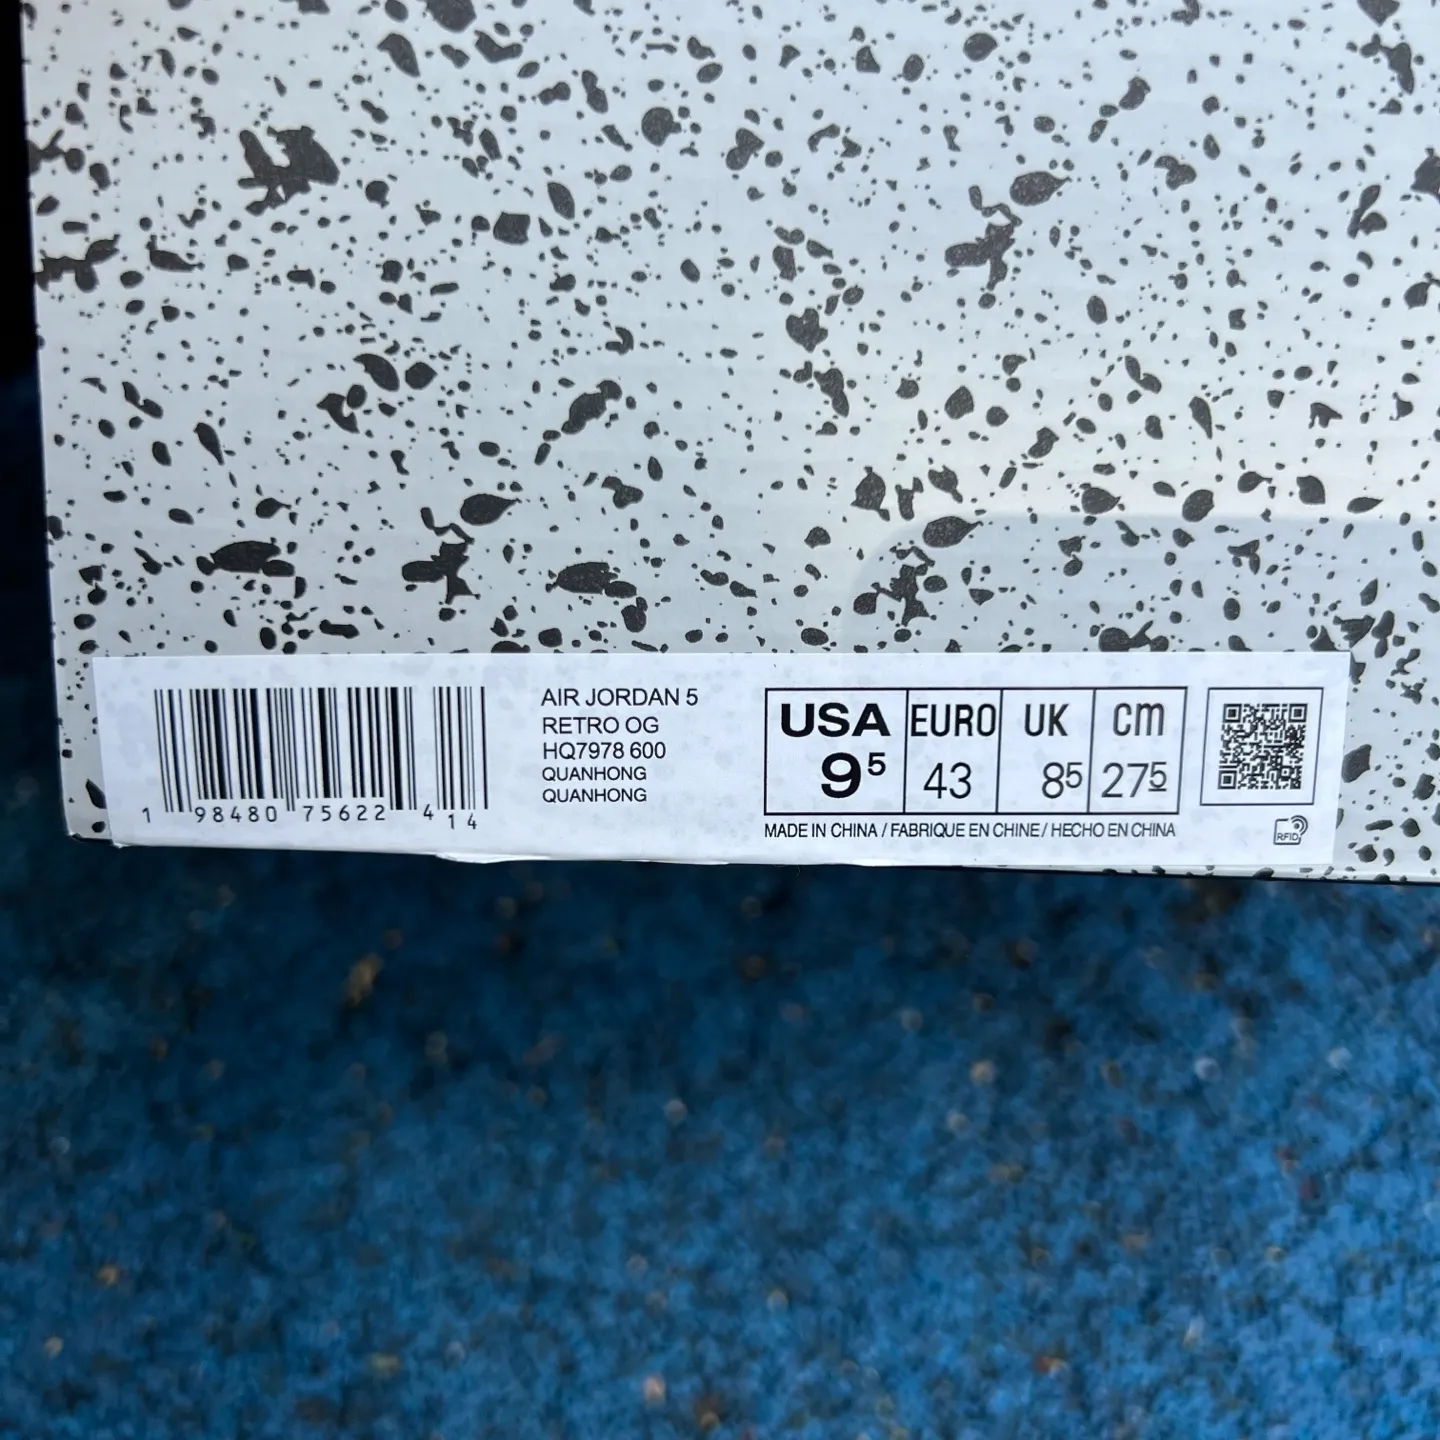 AIR JORDAN 5
RETRO OG
HQ7978 600
QUANHONG
QUANHONG
1 98480 75622 4 14
USA EURO UK CM
9⁵ 43 8⁵ 27⁵
MADE IN CHINA / FABRIQUE EN CHINE / HECHO EN CHINA
RFID